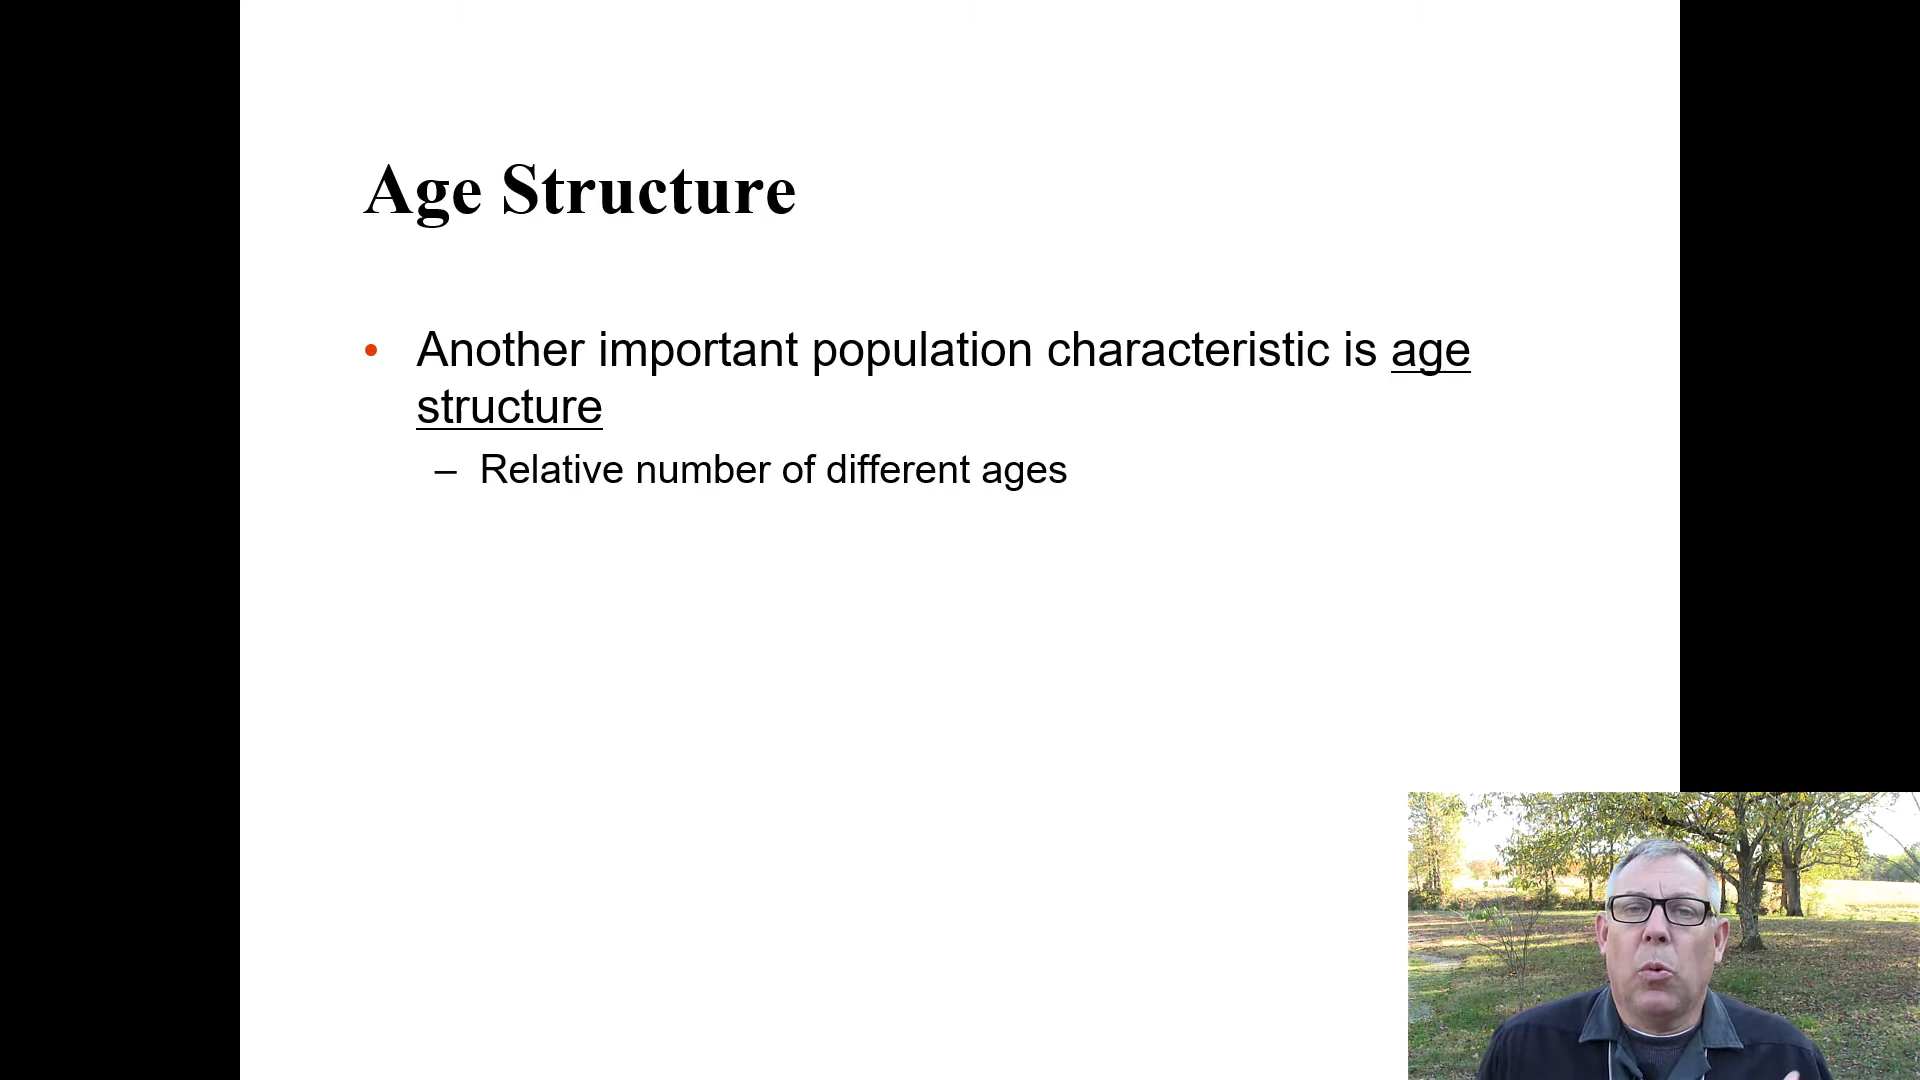 Age Structure
• Another important population characteristic is age
structure
– Relative number of different ages